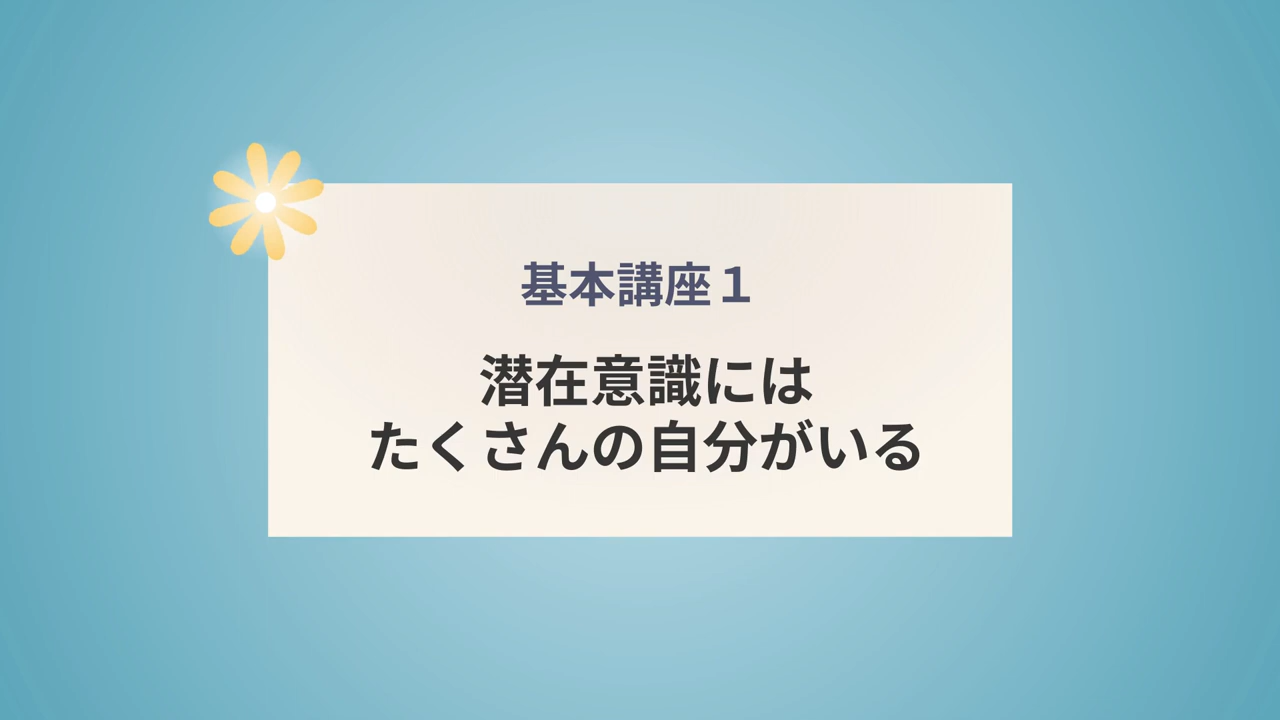 基本講座１
潜在意識には
たくさんの自分がいる